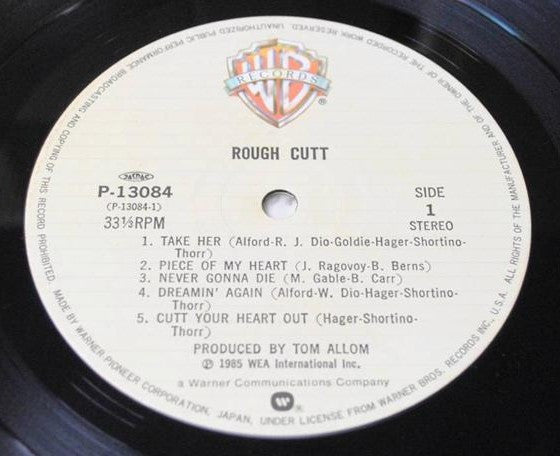 WB
RECORDS
®
ROUGH CUTT
JASRAC
P-13084
(P-13084-1)
33⅓RPM
SIDE
1
STEREO
1. TAKE HER (Alford-R. J. Dio-Goldie-Hager-Shortino-
Thorr)
2. PIECE OF MY HEART (J. Ragovoy-B. Berns)
3. NEVER GONNA DIE (M. Gable-B. Carr)
4. DREAMIN' AGAIN (Alford-W. Dio-Hager-Shortino-
Thorr)
5. CUTT YOUR HEART OUT (Hager-Shortino-
Thorr)
PRODUCED BY TOM ALLOM
Ⓟ 1985 WEA International Inc.
a Warner Communications Company
MADE BY WARNER PIONEER CORPORATION, JAPAN, UNDER LICENSE FROM WARNER BROS. RECORDS INC., U.S.A. ALL RIGHTS OF THE MANUFACTURER AND OF THE OWNER OF THE RECORDED WORK RESERVED. UNAUTHORIZED PUBLIC PERFORMANCE, BROADCASTING AND COPYING OF THIS RECORD PROHIBITED.